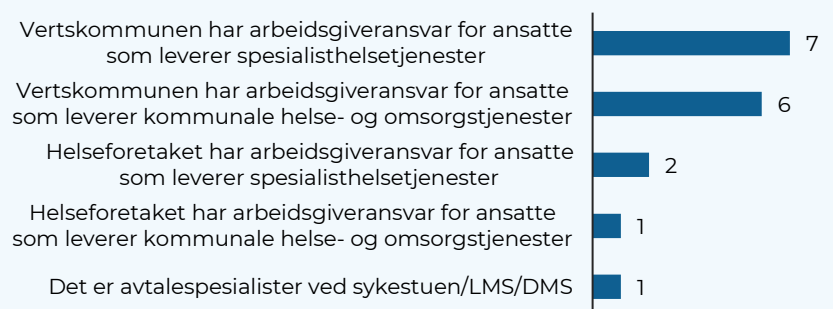 Vertskommunen har arbeidsgiveransvar for ansatte
som leverer spesialisthelsetjenester
7
Vertskommunen har arbeidsgiveransvar for ansatte
som leverer kommunale helse- og omsorgstjenester
6
Helseforetaket har arbeidsgiveransvar for ansatte
som leverer spesialisthelsetjenester
2
Helseforetaket har arbeidsgiveransvar for ansatte
som leverer kommunale helse- og omsorgstjenester
1
Det er avtalespesialister ved sykestuen/LMS/DMS
1